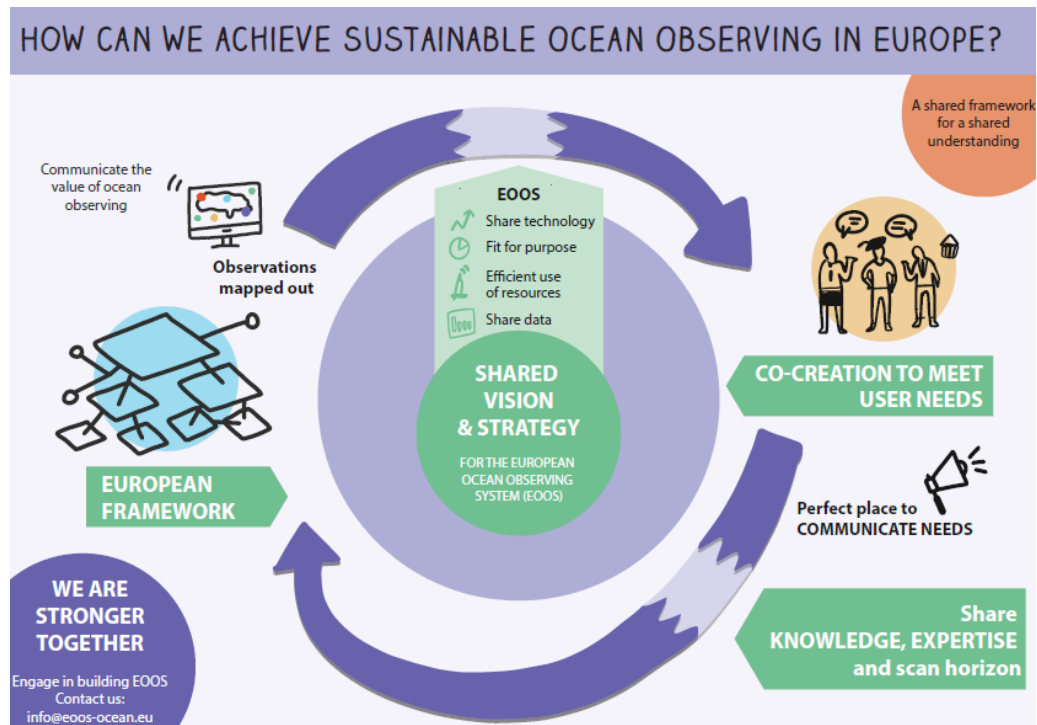 HOW CAN WE ACHIEVE SUSTAINABLE OCEAN OBSERVING IN EUROPE?
A shared framework
for a shared
understanding
Communicate the
value of ocean
observing
Observations
mapped out
EOOS
Share technology
Fit for purpose
Efficient use
of resources
Share data
SHARED
VISION
& STRATEGY
FOR THE EUROPEAN
OCEAN OBSERVING
SYSTEM (EOOS)
CO-CREATION TO MEET
USER NEEDS
EUROPEAN
FRAMEWORK
Perfect place to
COMMUNICATE NEEDS
Share
KNOWLEDGE, EXPERTISE
and scan horizon
WE ARE
STRONGER
TOGETHER
Engage in building EOOS
Contact us:
info@eoos-ocean.eu